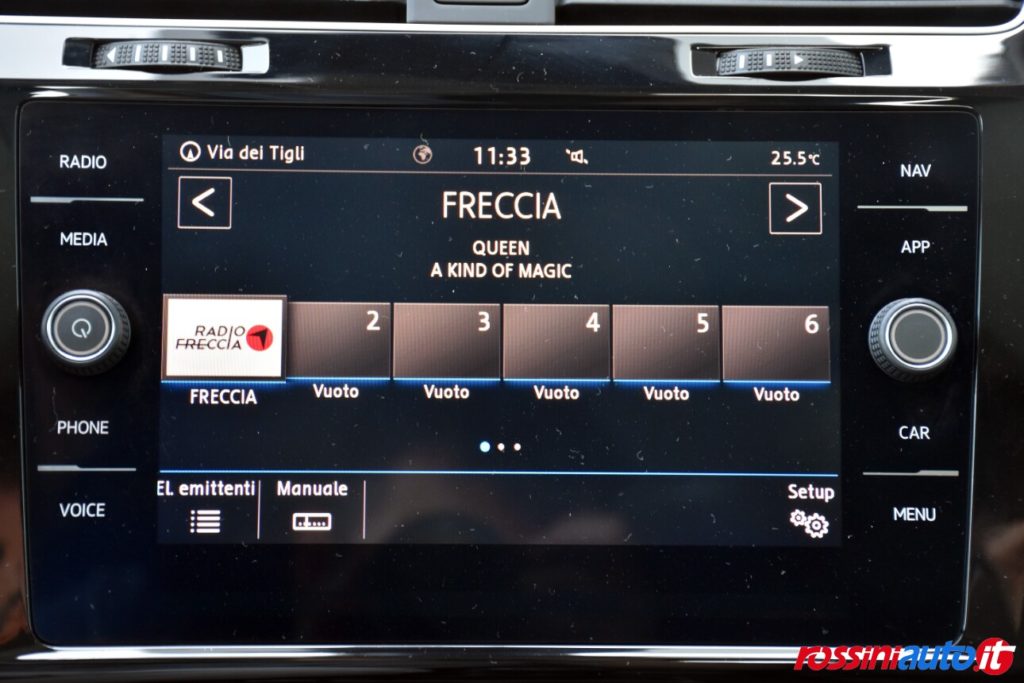 RADIO
MEDIA
PHONE
VOICE
Via dei Tigli 11:33 25.5°C
< FRECCIA >
QUEEN
A KIND OF MAGIC
RADIO
FRECCIA
2 3 4 5 6
FRECCIA Vuoto Vuoto Vuoto Vuoto Vuoto
El. emittenti Manuale Setup
NAV
APP
CAR
MENU
rossiniauto.it